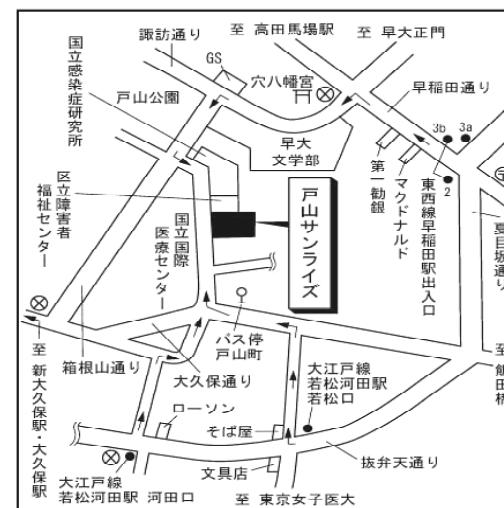 諏訪通り
至 高田馬場駅
至 早大正門
国立感染症研究所
GS
穴八幡宮
早稲田通り
戸山公園
3b
3a
早大
文学部
第一勧銀
マクドナルド
東西線早稲田駅出入口
2
夏目坂通り
区立障害者
福祉センター
国立国際
医療センター
戸山サンライズ
バス停
戸山町
至 新大久保駅・大久保駅
箱根山通り
大久保通り
大江戸線
若松河田駅
若松口
至 飯田橋
ローソン
そば屋
文具店
抜弁天通り
大江戸線
若松河田駅 河田口
至 東京女子医大